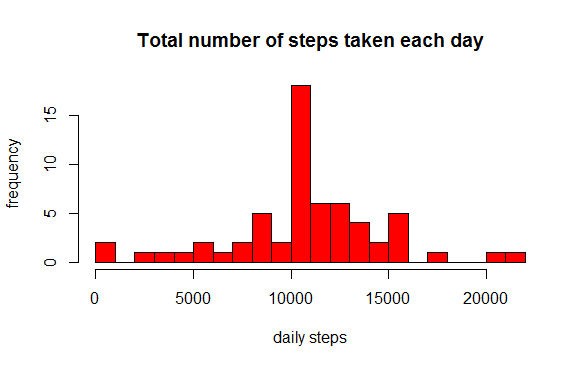 Total number of steps taken each day
frequency
15
10
5
0
0 5000 10000 15000 20000
daily steps